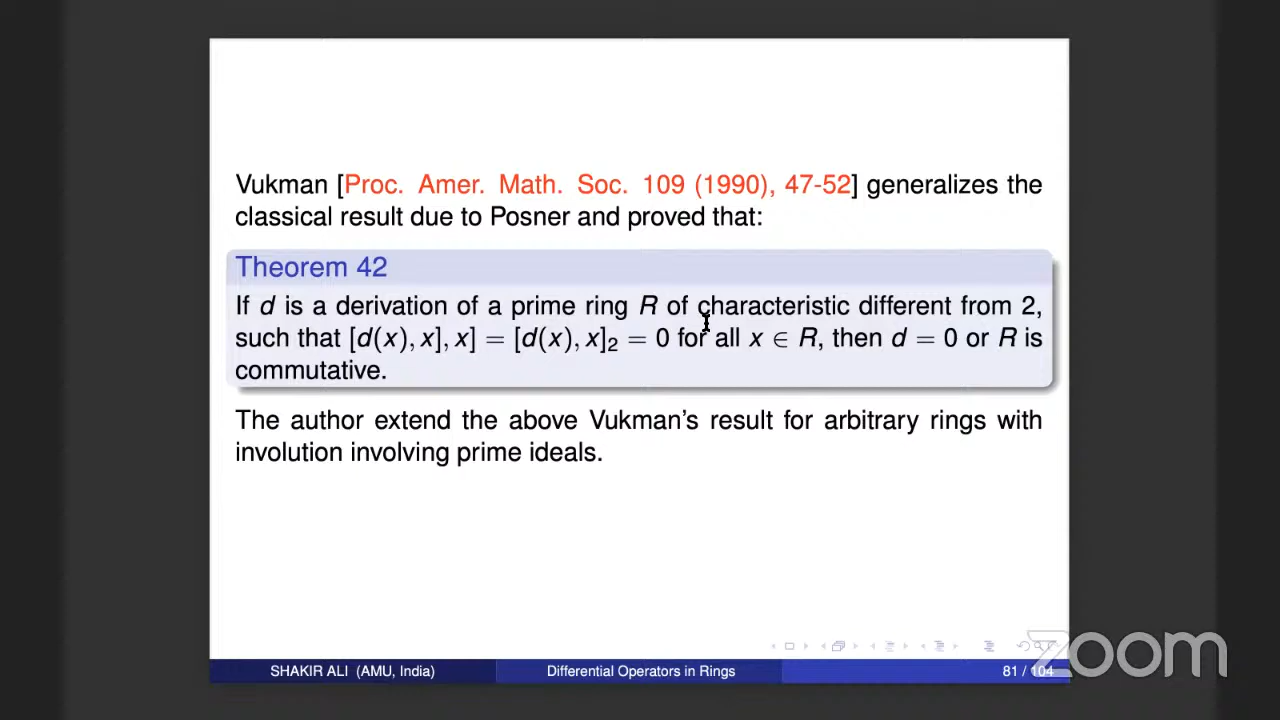 Vukman [Proc. Amer. Math. Soc. 109 (1990), 47-52] generalizes the
classical result due to Posner and proved that:
Theorem 42
If d is a derivation of a prime ring R of characteristic different from 2,
such that [d(x), x], x] = [d(x), x]₂ = 0 for all x ∈ R, then d = 0 or R is
commutative.
The author extend the above Vukman's result for arbitrary rings with
involution involving prime ideals.
SHAKIR ALI (AMU, India)
Differential Operators in Rings
81 / 104
zoom